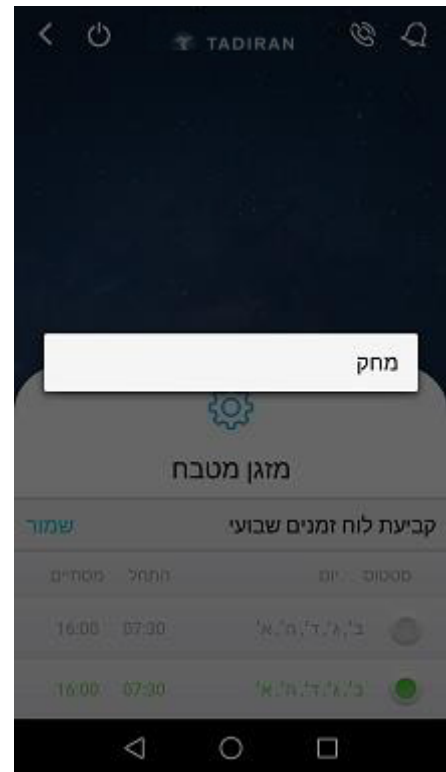 TADIRAN
מחק
מזגן מטבח
קביעת לוח זמנים שבועי שמור
סטטוס יום התחל מסתיים
ב',ג',ד',ה',א' 07:30 16:00
ב',ג',ד',ה',א' 07:30 16:00